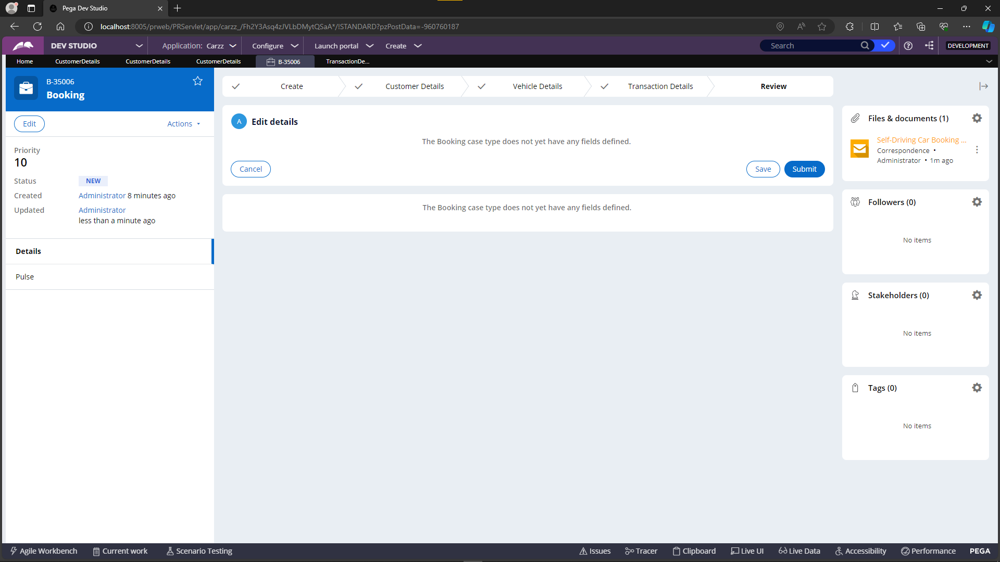 Pega Dev Studio
localhost:8005/prweb/PRServlet/app/carzz_/Fh2Y3Asq4zJVLbDMytQSaA*/!STANDARD?pzPostData=-960760187
DEV STUDIO
Application: Carzz
Configure
Launch portal
Create
Search
DEVELOPMENT
Home
CustomerDetails
CustomerDetails
CustomerDetails
B-35006
TransactionDe...
B-35006
Booking
Edit
Actions
Priority
10
Status NEW
Created Administrator 8 minutes ago
Updated Administrator
less than a minute ago
Details
Pulse
Create
Customer Details
Vehicle Details
Transaction Details
Review
A Edit details
The Booking case type does not yet have any fields defined.
Cancel
Save
Submit
The Booking case type does not yet have any fields defined.
Files & documents (1)
Self-Driving Car Booking ...
Correspondence •
Administrator • 1m ago
Followers (0)
No items
Stakeholders (0)
No items
Tags (0)
No items
Agile Workbench
Current work
Scenario Testing
Issues
Tracer
Clipboard
Live UI
Live Data
Accessibility
Performance
PEGA